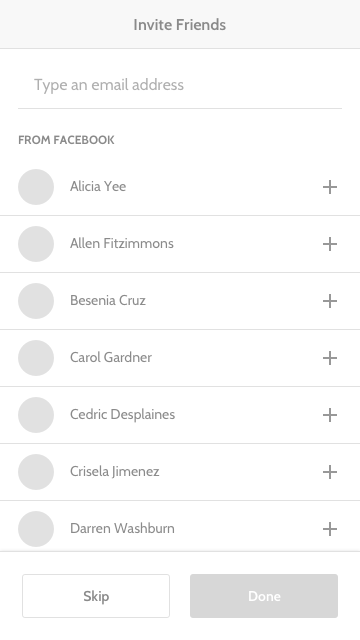 Invite Friends
Type an email address
FROM FACEBOOK
Alicia Yee
Allen Fitzimmons
Besenia Cruz
Carol Gardner
Cedric Desplaines
Crisela Jimenez
Darren Washburn
Skip
Done